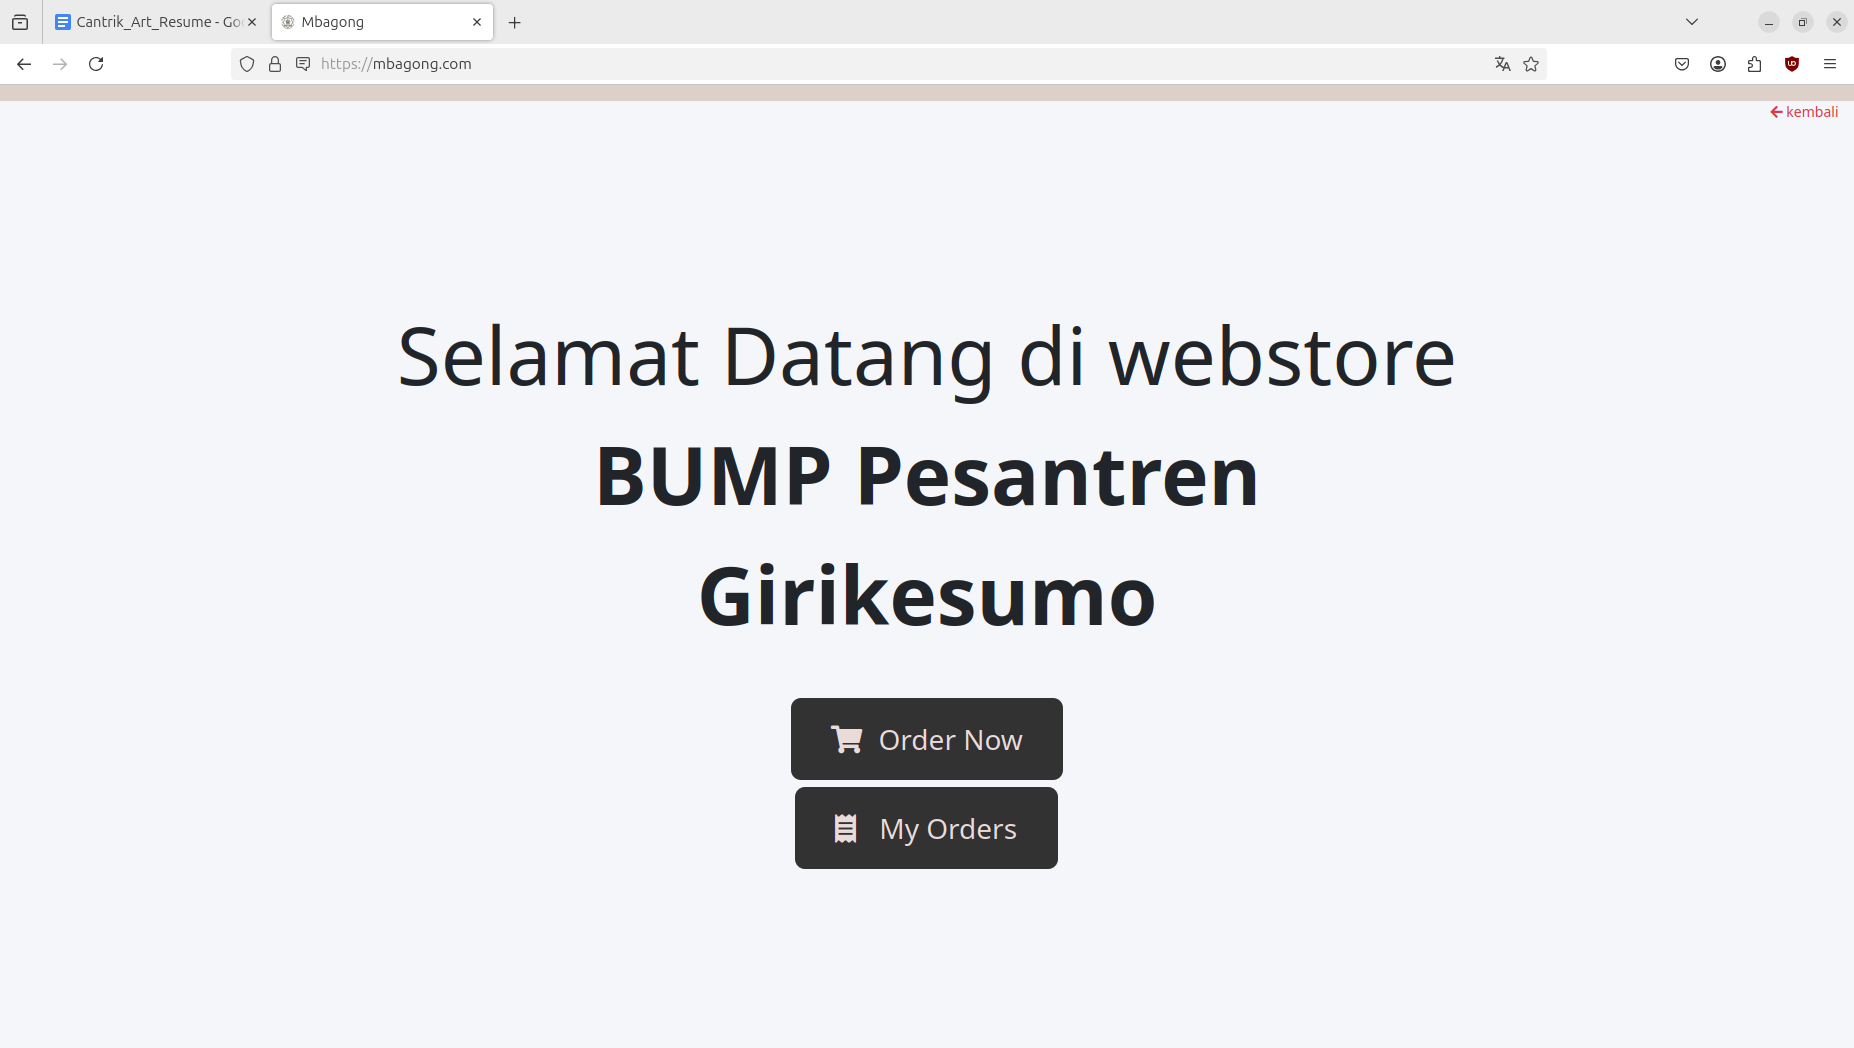 Cantrik_Art_Resume - Go
Mbagong
https://mbagong.com
kembali
Selamat Datang di webstore
BUMP Pesantren
Girikesumo
Order Now
My Orders